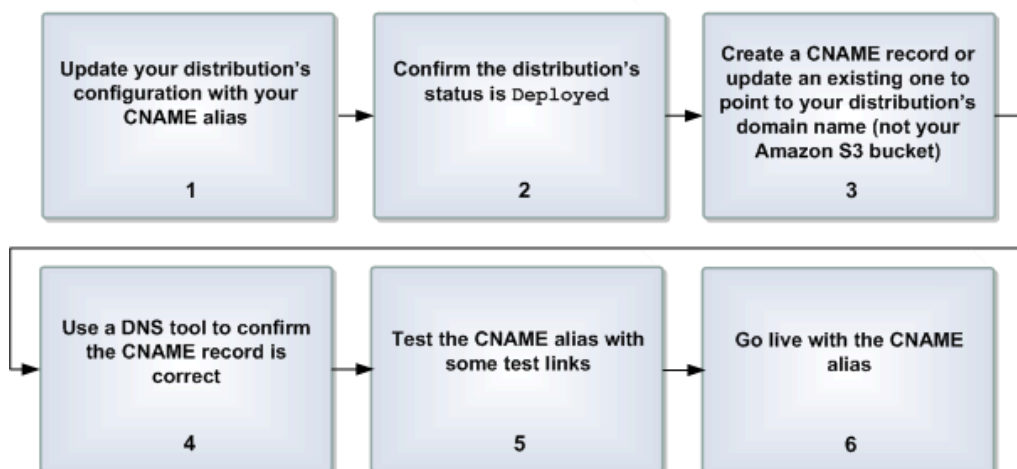 Update your distribution's
configuration with your
CNAME alias
1
Confirm the distribution's
status is Deployed
2
Create a CNAME record or
update an existing one to
point to your distribution's
domain name (not your
Amazon S3 bucket)
3
Use a DNS tool to confirm
the CNAME record is
correct
4
Test the CNAME alias with
some test links
5
Go live with the CNAME
alias
6